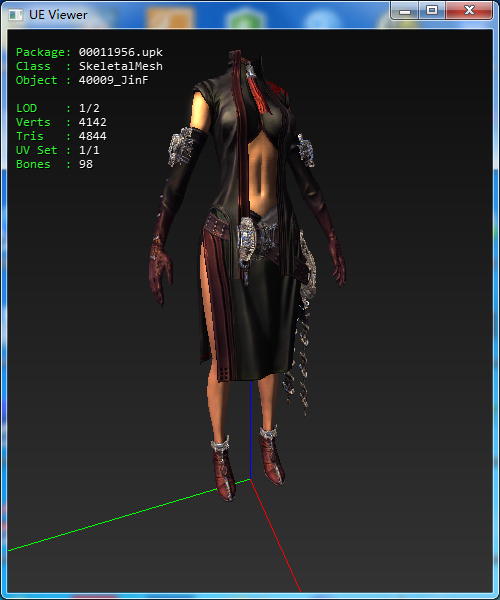 UE Viewer
Package: 00011956.upk
Class : SkeletalMesh
Object : 40009_JinF
LOD : 1/2
Verts : 4142
Tris : 4844
UV Set : 1/1
Bones : 98